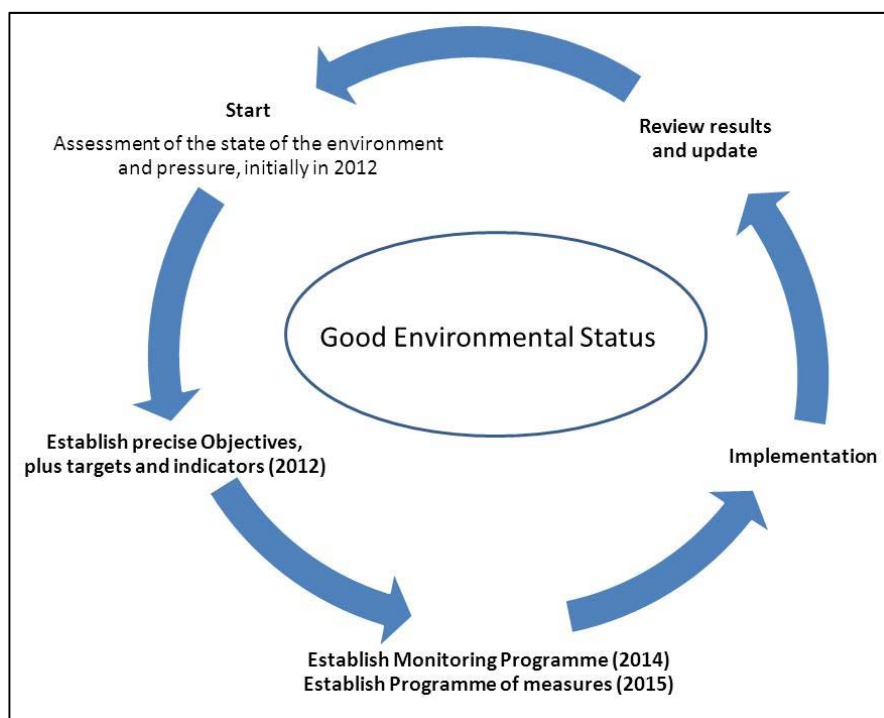 Start
Assessment of the state of the environment
and pressure, initially in 2012
Review results
and update
Good Environmental Status
Establish precise Objectives,
plus targets and indicators (2012)
Implementation
Establish Monitoring Programme (2014)
Establish Programme of measures (2015)